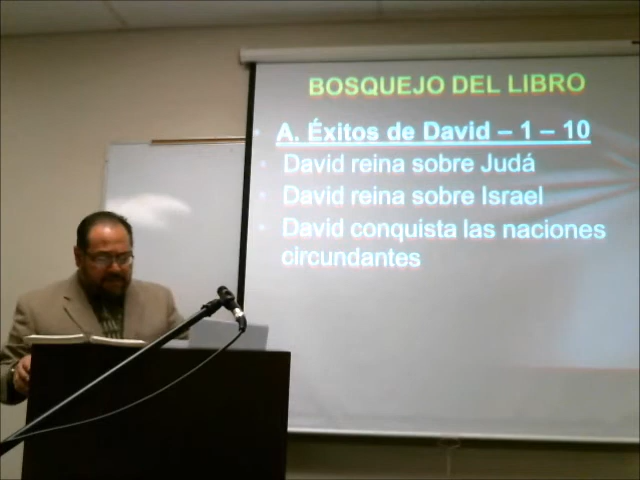 BOSQUEJO DEL LIBRO
A. Éxitos de David – 1 – 10
David reina sobre Judá
David reina sobre Israel
David conquista las naciones
circundantes